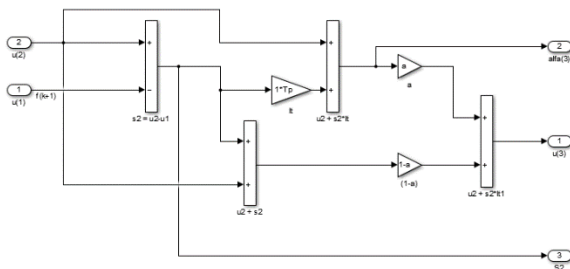 2
u(2)
1
u(1)
f(k+1)
+
−
s2 = u2-u1
1*Tp
lt
+
+
u2 + s2*lt
a
a
2
alfa(3)
+
+
u2 + s2
1-a
(1-a)
+
+
u2 + s2*lt1
1
u(3)
3
S2